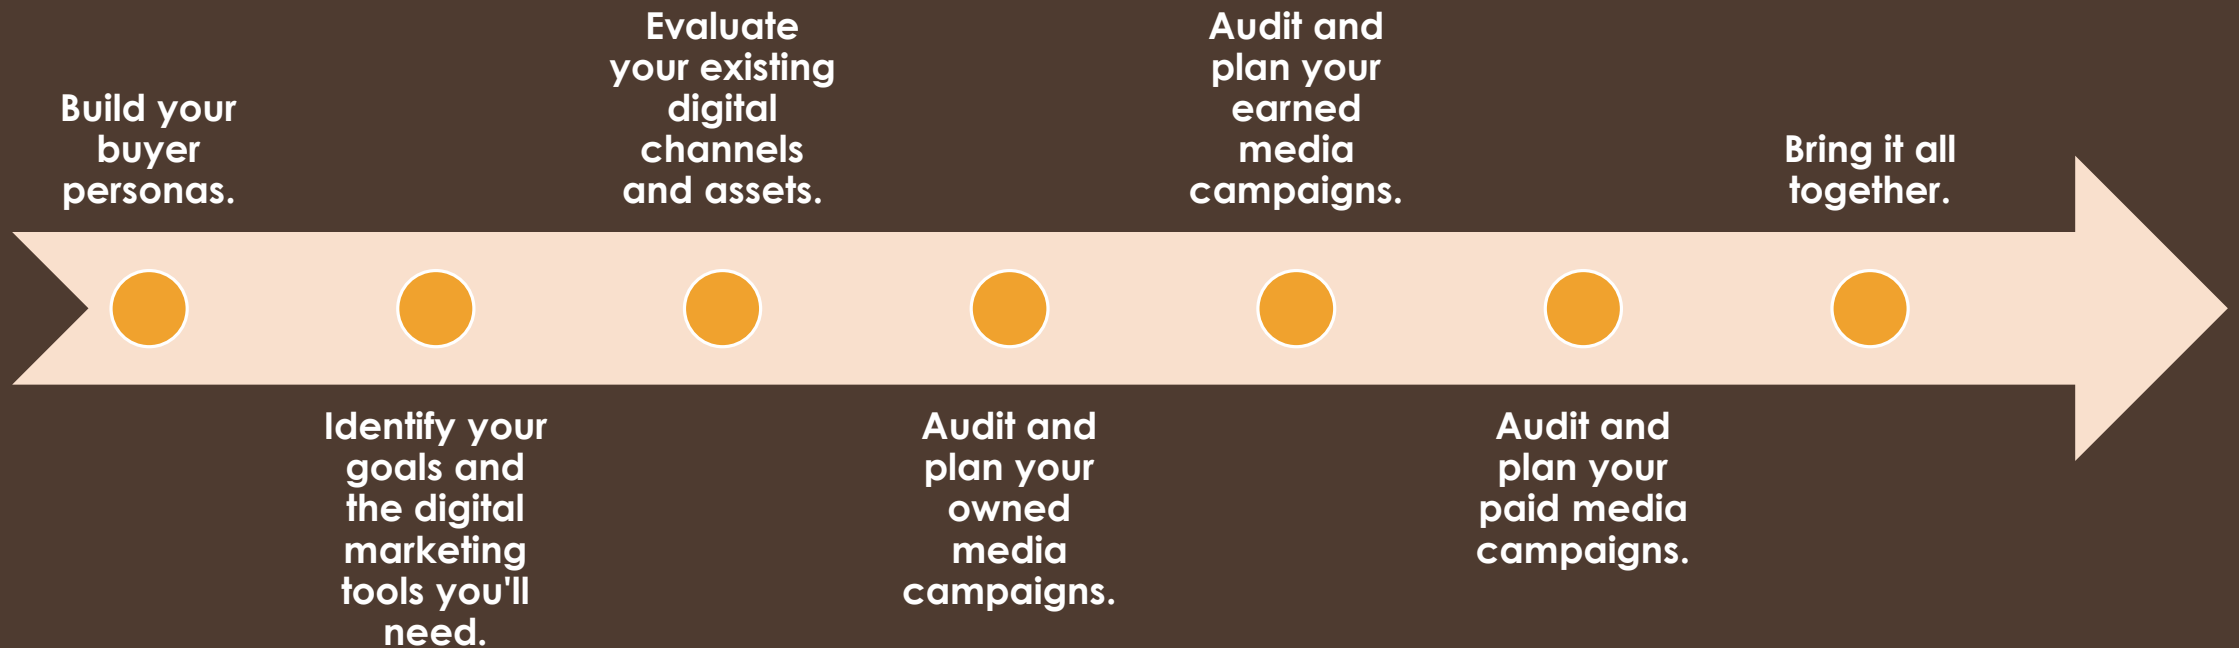 Build your
buyer
personas.
Identify your
goals and
the digital
marketing
tools you'll
need.
Evaluate
your existing
digital
channels
and assets.
Audit and
plan your
owned
media
campaigns.
Audit and
plan your
earned
media
campaigns.
Audit and
plan your
paid media
campaigns.
Bring it all
together.